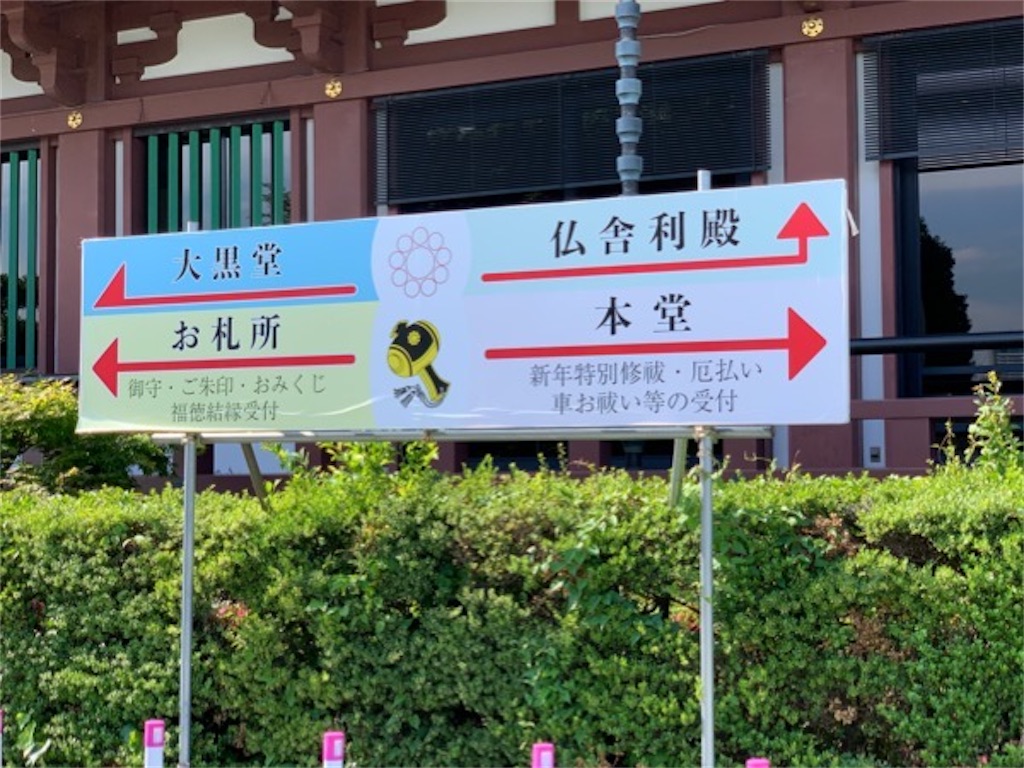 大黒堂
お札所
御守・ご朱印・おみくじ
福徳結縁受付
仏舎利殿
本堂
新年特別修祓・厄払い
車お祓い等の受付